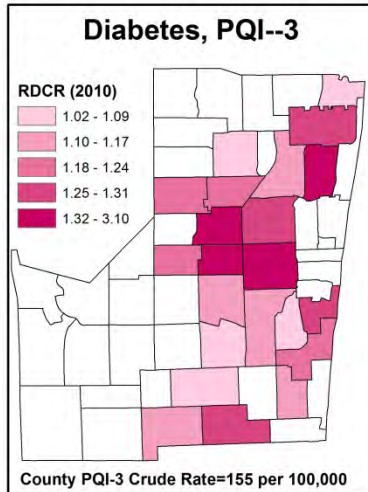 Diabetes, PQI--3
RDCR (2010)
1.02 - 1.09
1.10 - 1.17
1.18 - 1.24
1.25 - 1.31
1.32 - 3.10
County PQI-3 Crude Rate=155 per 100,000